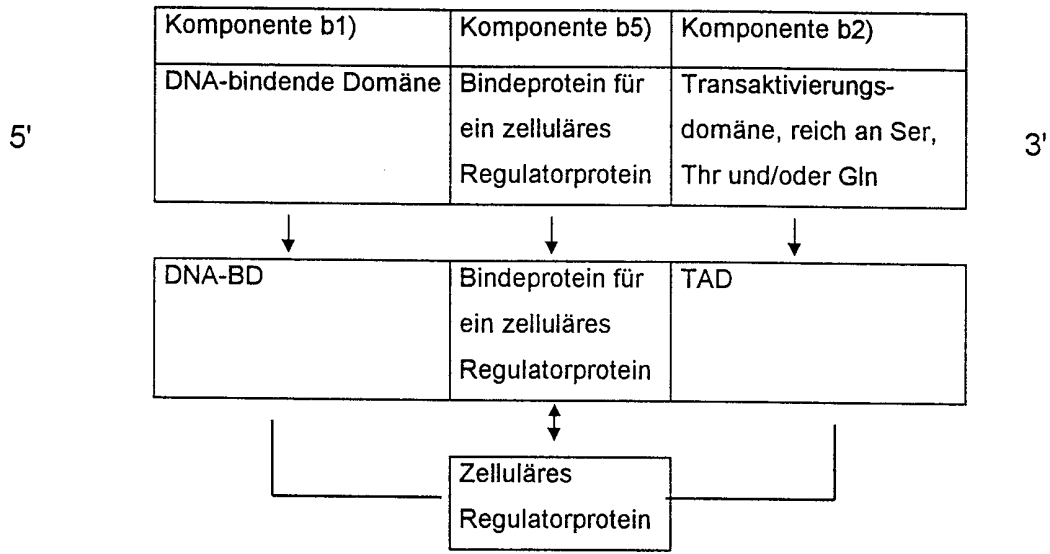 Komponente b1)
Komponente b5)
Komponente b2)
DNA-bindende Domäne
Bindeprotein für
ein zelluläres
Regulatorprotein
Transaktivierungs-
domäne, reich an Ser,
Thr und/oder Gln
5'
3'
DNA-BD
Bindeprotein für
ein zelluläres
Regulatorprotein
TAD
Zelluläres
Regulatorprotein